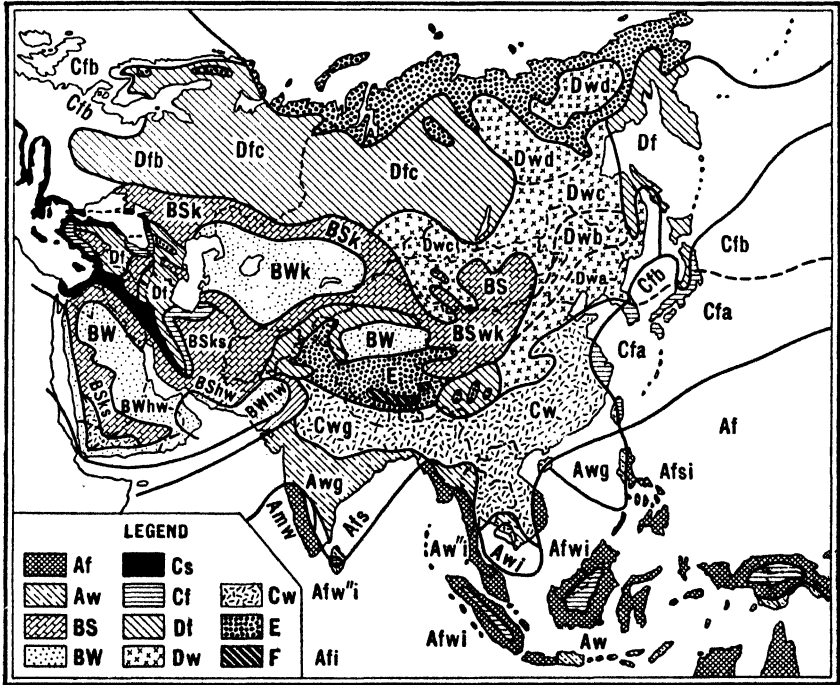 Cfb
Cfb
Dwd
Dfb
Dfc
Dfc
Dwd
Df
Dwc
BSk
BSk
Dwc
Dwb
Cfb
Df
Df
BWk
BS
Dwa
Cfb
BW
BSks
BW
BSwk
Cfa
Cfa
BSks
BWhw
BShw
BWhw
E
Cwg
Cw
Af
Awg
Awg
Afsi
Amw
Afs
Aw"i
Awi
Afwi
Afw"i
Afwi
Aw
Afi
LEGEND
Af
Cs
Aw
Cf
Cw
BS
Df
E
BW
Dw
F